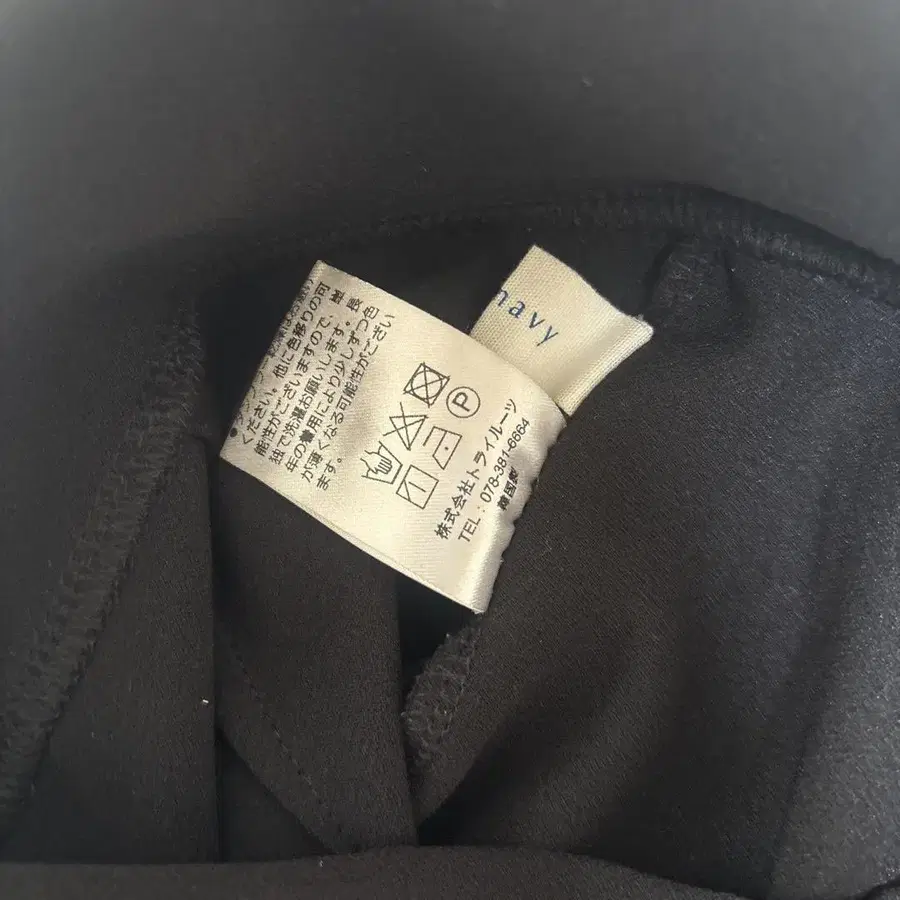 ください。他に色移りの可
能性がございますので、単
独で洗濯お願いします。長
年の着用により少しずつ色
が薄くなる可能性がござい
ます。
P
株式会社トライルーツ
TEL : 078-381-6664
韓国製
navy